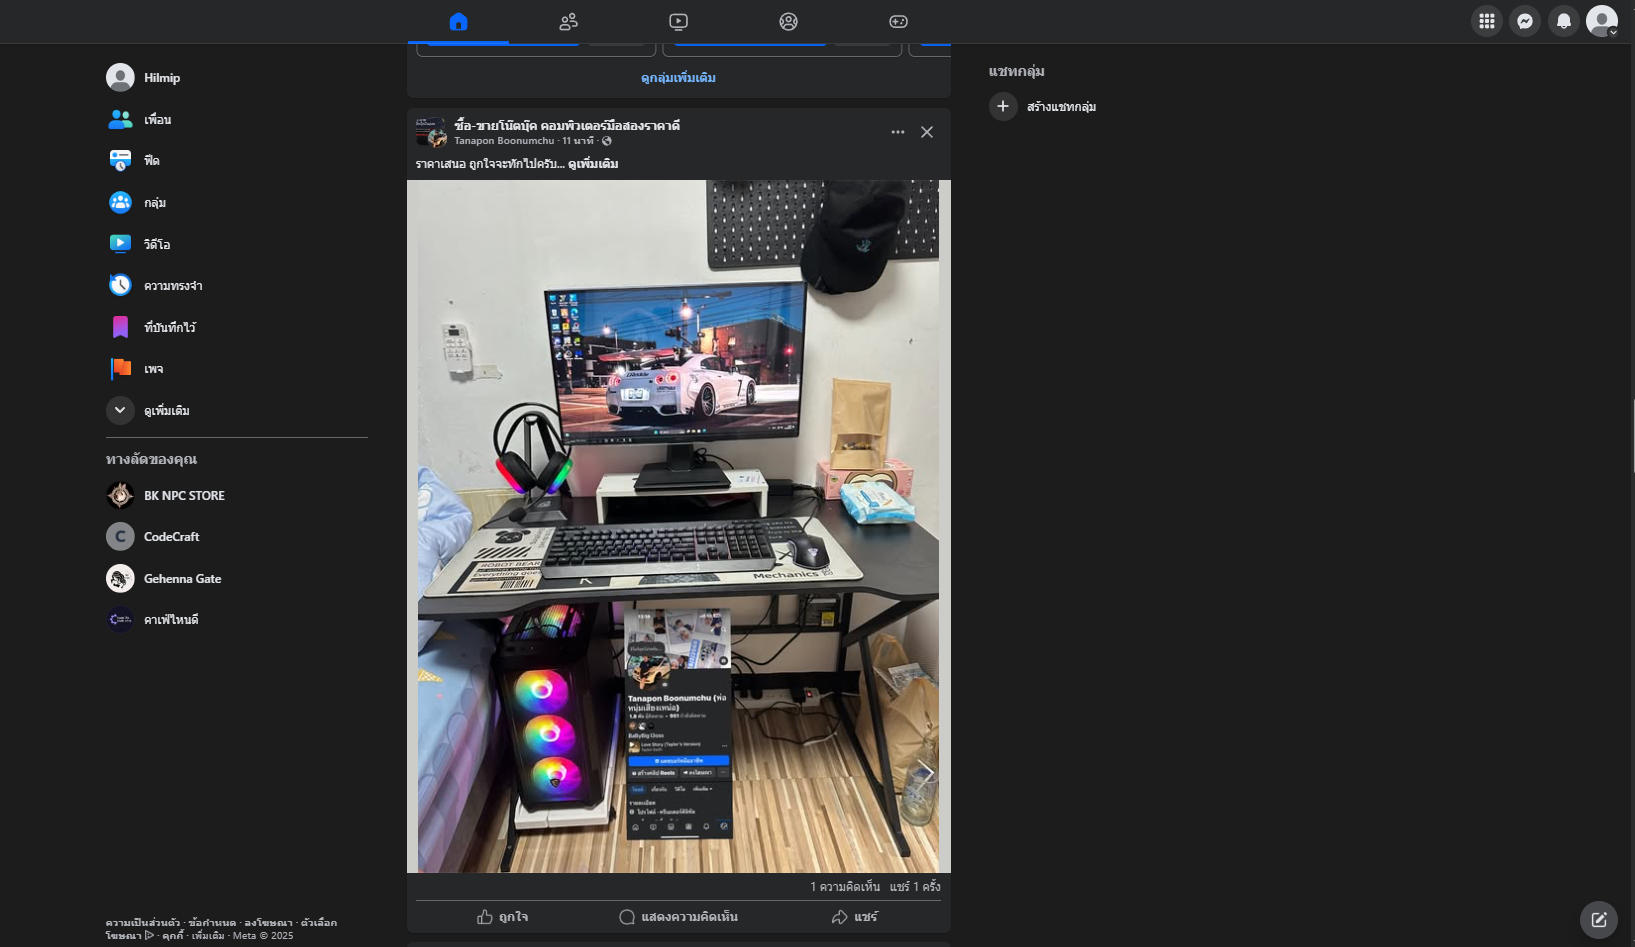 Hilmip
เพื่อน
ฟีด
กลุ่ม
วิดีโอ
ความทรงจำ
ที่บันทึกไว้
เพจ
ดูเพิ่มเติม
ทางลัดของคุณ
BK NPC STORE
C CodeCraft
Gehenna Gate
คาเฟ่ไหนดี
ความเป็นส่วนตัว · ข้อกำหนด · ลงโฆษณา · ตัวเลือก
โฆษณา · คุกกี้ · เพิ่มเติม · Meta © 2025
ดูกลุ่มเพิ่มเติม
ซื้อ-ขายโน๊ตบุ๊ค คอมพิวเตอร์มือสองราคาดี
Tanapon Boonumchu · 11 นาที ·
ราคาเสนอ ถูกใจจะทักไปครับ... ดูเพิ่มเติม
ROBOT BEAR
Everything goes
Mechanics
Tanapon Boonumchu (พ่อ
หนุ่มเสียงเหน่อ)
BaByBig IJoss
Love Story (Taylor's Version)
Taylor Swift
1 ความคิดเห็น แชร์ 1 ครั้ง
ถูกใจ
แสดงความคิดเห็น
แชร์
แชทกลุ่ม
สร้างแชทกลุ่ม